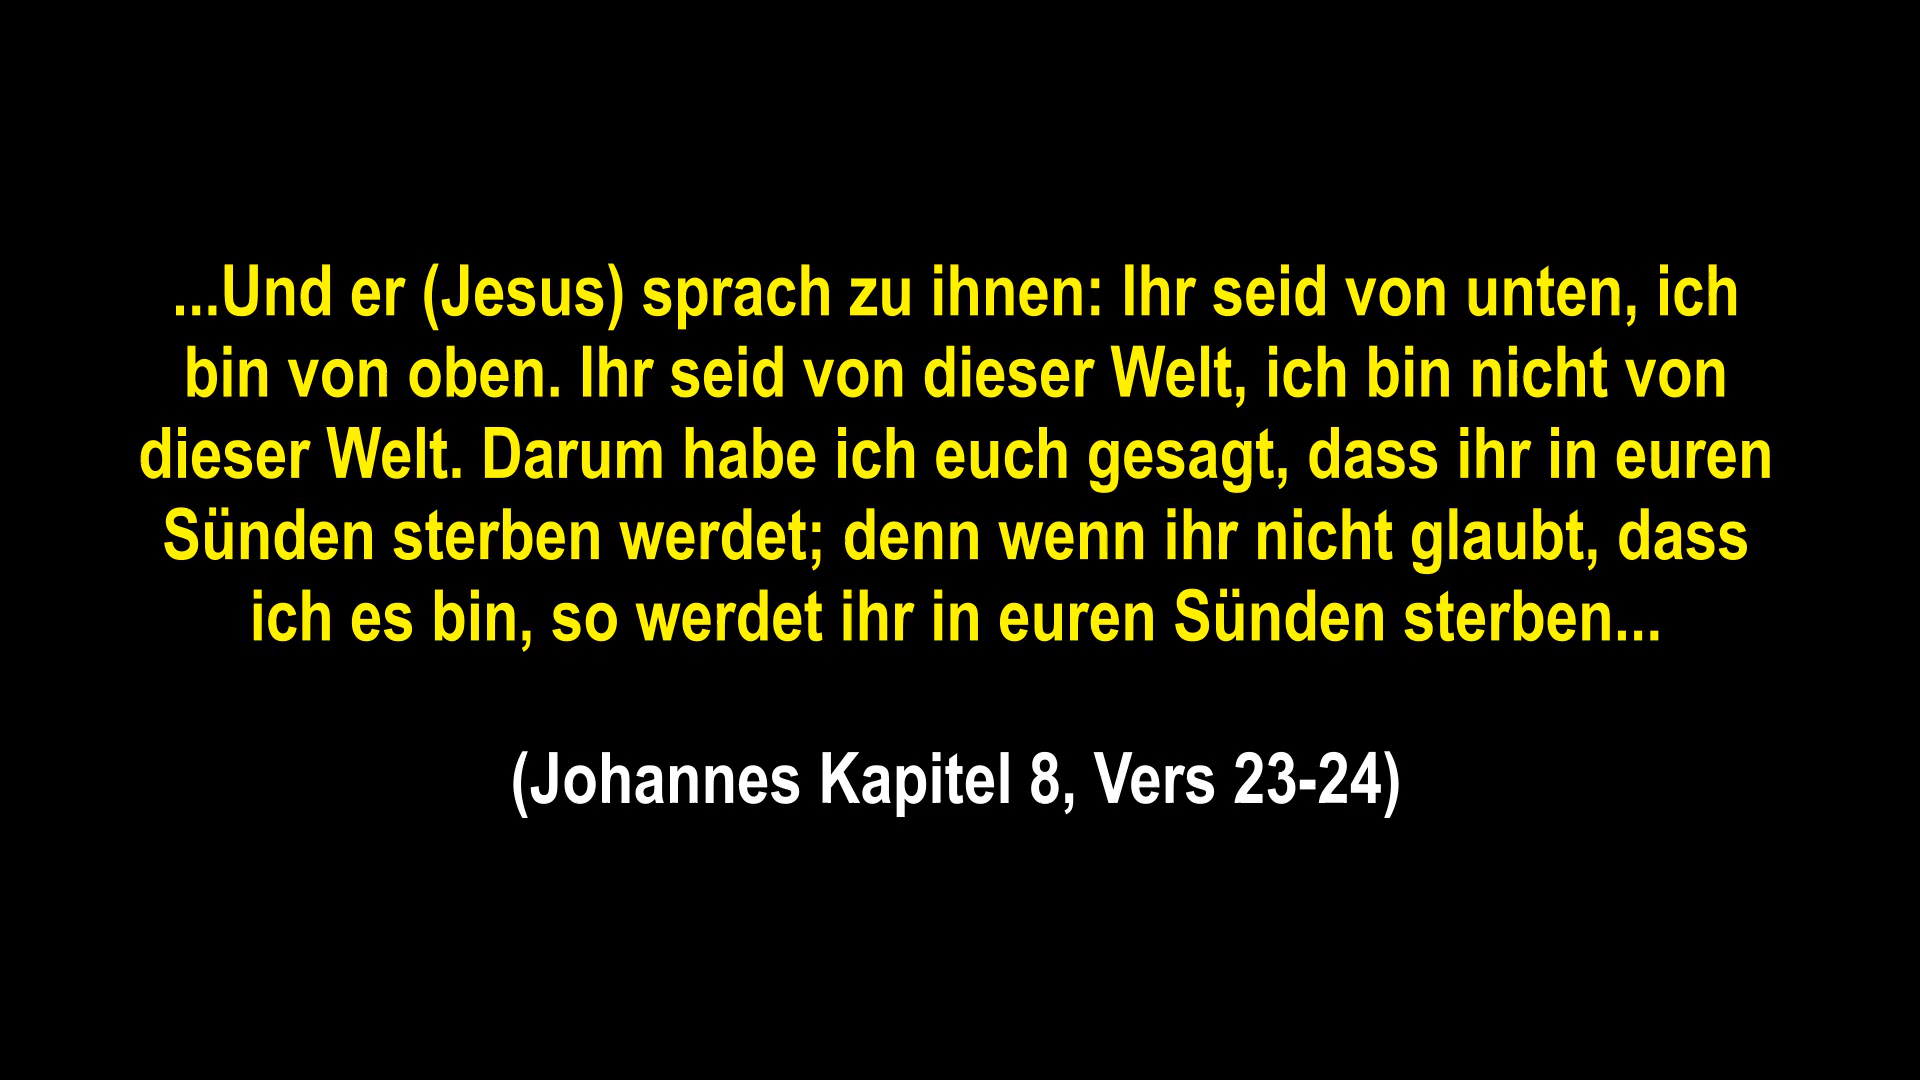 ...Und er (Jesus) sprach zu ihnen: Ihr seid von unten, ich
bin von oben. Ihr seid von dieser Welt, ich bin nicht von
dieser Welt. Darum habe ich euch gesagt, dass ihr in euren
Sünden sterben werdet; denn wenn ihr nicht glaubt, dass
ich es bin, so werdet ihr in euren Sünden sterben...
(Johannes Kapitel 8, Vers 23-24)